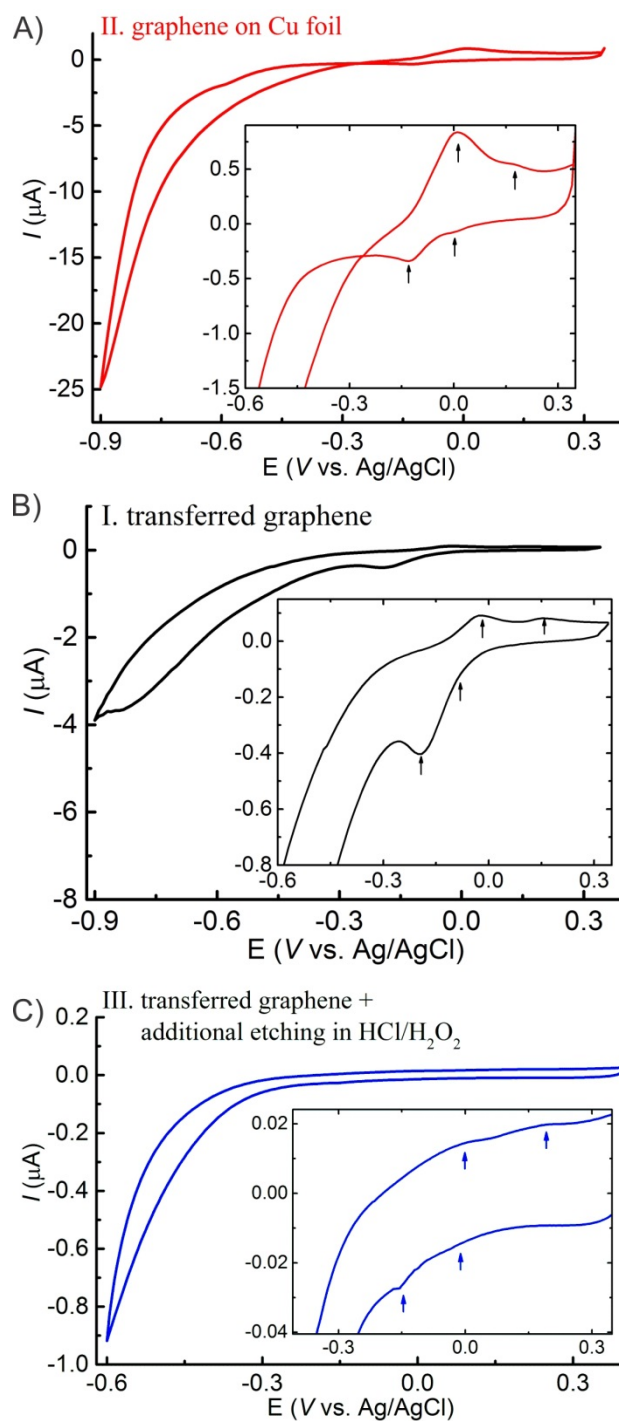 A)
II. graphene on Cu foil
0
-5
-10
-15
-20
-25
I (μA)
0.5
0.0
-0.5
-1.0
-1.5
-0.6 -0.3 0.0 0.3
-0.9 -0.6 -0.3 0.0 0.3
E (V vs. Ag/AgCl)
B)
I. transferred graphene
0
-2
-4
-6
-8
I (μA)
0.0
-0.2
-0.4
-0.6
-0.8
-0.6 -0.3 0.0 0.3
-0.9 -0.6 -0.3 0.0 0.3
E (V vs. Ag/AgCl)
C)
III. transferred graphene +
additional etching in HCl/H₂O₂
0.2
0.0
-0.2
-0.4
-0.6
-0.8
-1.0
I (μA)
0.02
0.00
-0.02
-0.04
-0.3 0.0 0.3
-0.6 -0.3 0.0 0.3
E (V vs. Ag/AgCl)